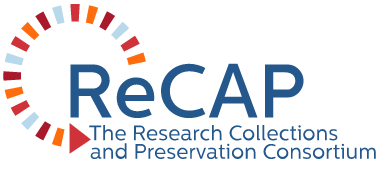 ReCAP
The Research Collections
and Preservation Consortium